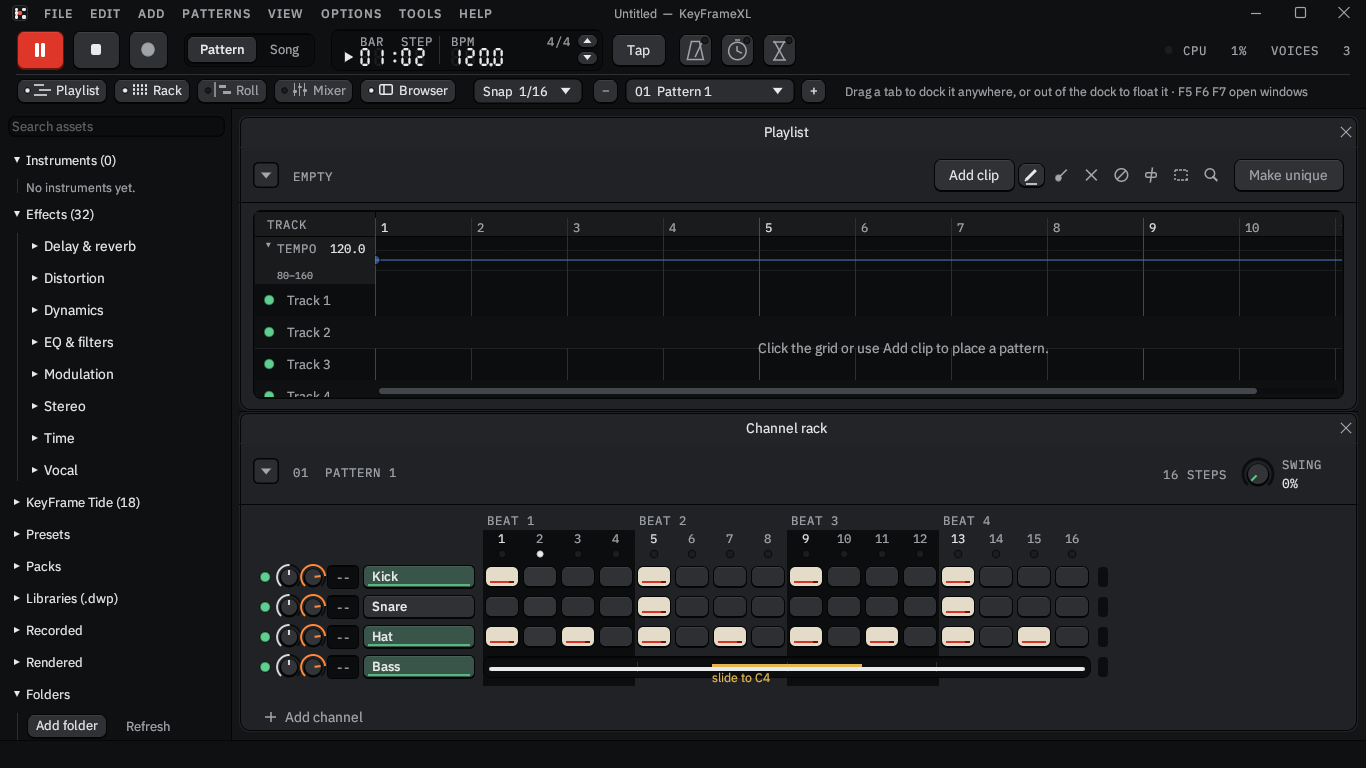 FILE EDIT ADD PATTERNS VIEW OPTIONS TOOLS HELP Untitled — KeyFrameXL
Pattern Song BAR STEP BPM 4/4 Tap CPU 1% VOICES 3
01:02 120.0
Playlist Rack Roll Mixer Browser Snap 1/16 − 01 Pattern 1 + Drag a tab to dock it anywhere, or out of the dock to float it · F5 F6 F7 open windows
Search assets
Instruments (0)
No instruments yet.
Effects (32)
Delay & reverb
Distortion
Dynamics
EQ & filters
Modulation
Stereo
Time
Vocal
KeyFrame Tide (18)
Presets
Packs
Libraries (.dwp)
Recorded
Rendered
Folders
Add folder Refresh
Playlist
EMPTY Add clip Make unique
TRACK 1 2 3 4 5 6 7 8 9 10
TEMPO 120.0
80–160
Track 1
Track 2
Click the grid or use Add clip to place a pattern.
Track 3
Track 4
Channel rack
01 PATTERN 1 16 STEPS SWING
0%
BEAT 1 BEAT 2 BEAT 3 BEAT 4
1 2 3 4 5 6 7 8 9 10 11 12 13 14 15 16
-- Kick
-- Snare
-- Hat
-- Bass
slide to C4
+ Add channel